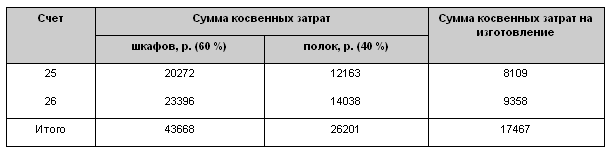 Счет
Сумма косвенных затрат
Сумма косвенных затрат на
изготовление
шкафов, р. (60 %)
полок, р. (40 %)
25 20272 12163 8109
26 23396 14038 9358
Итого 43668 26201 17467